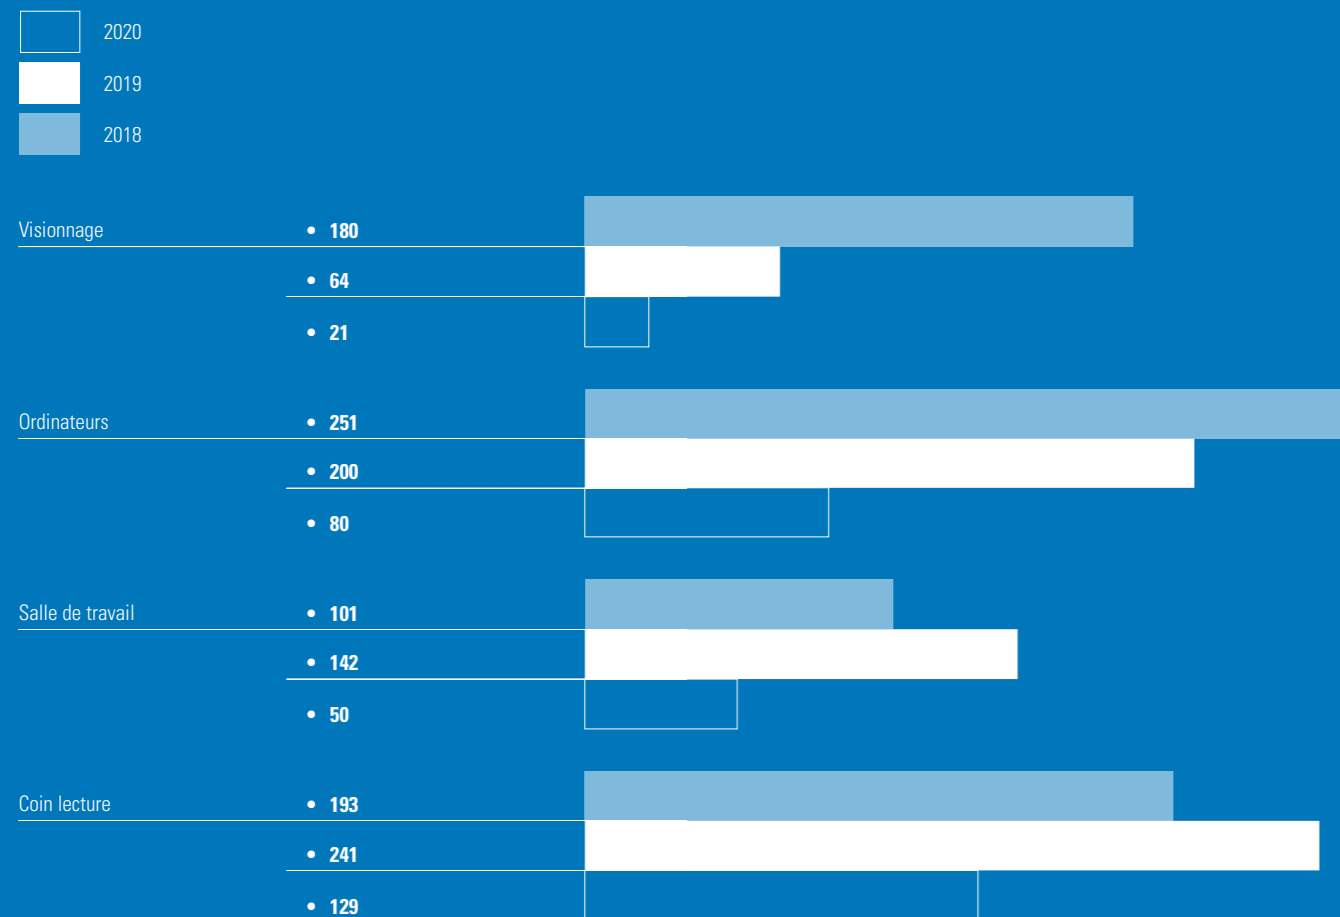 2020
2019
2018
Visionnage • 180
• 64
• 21
Ordinateurs • 251
• 200
• 80
Salle de travail • 101
• 142
• 50
Coin lecture • 193
• 241
• 129